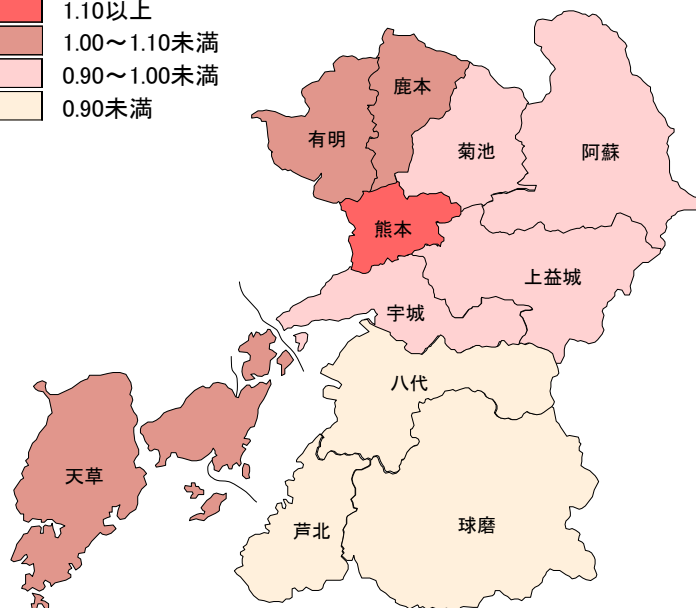 1.10以上
1.00～1.10未満
0.90～1.00未満
0.90未満
鹿本
有明
菊池
阿蘇
熊本
上益城
宇城
八代
天草
芦北
球磨